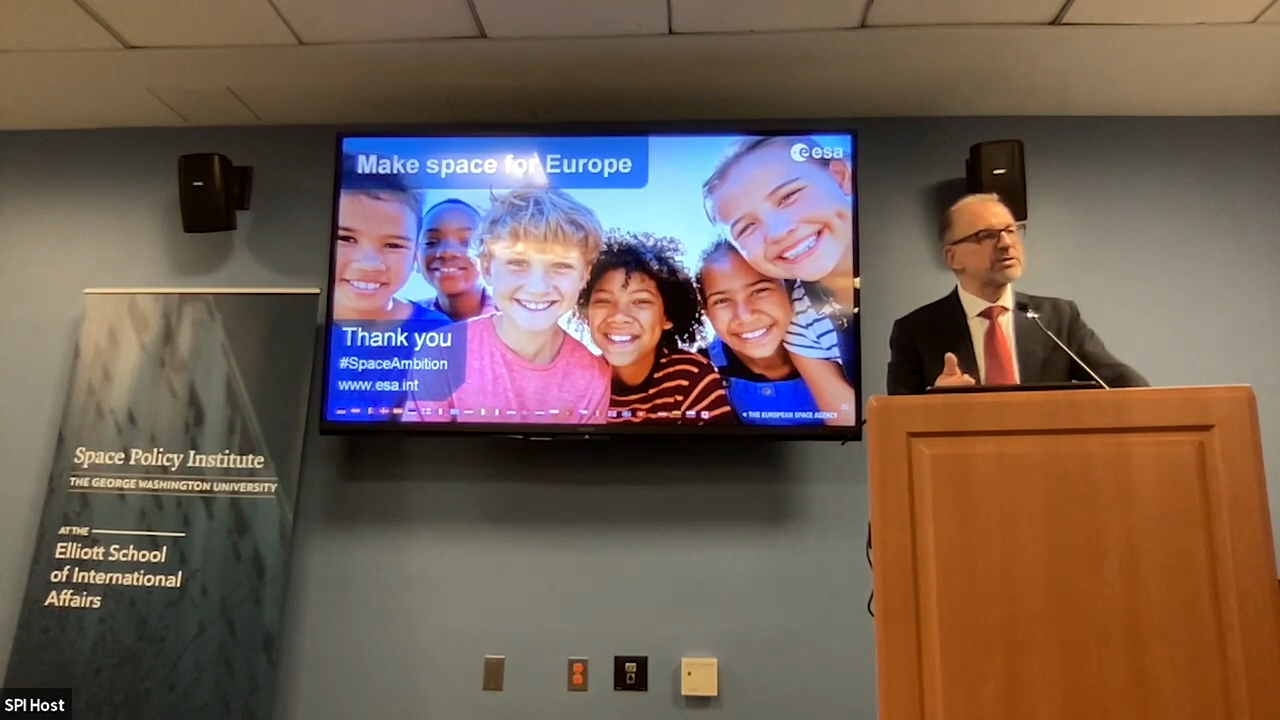 Make space for Europe
esa
Thank you
#SpaceAmbition
www.esa.int
THE EUROPEAN SPACE AGENCY
Space Policy Institute
THE GEORGE WASHINGTON UNIVERSITY
AT THE
Elliott School
of International
Affairs
SPI Host